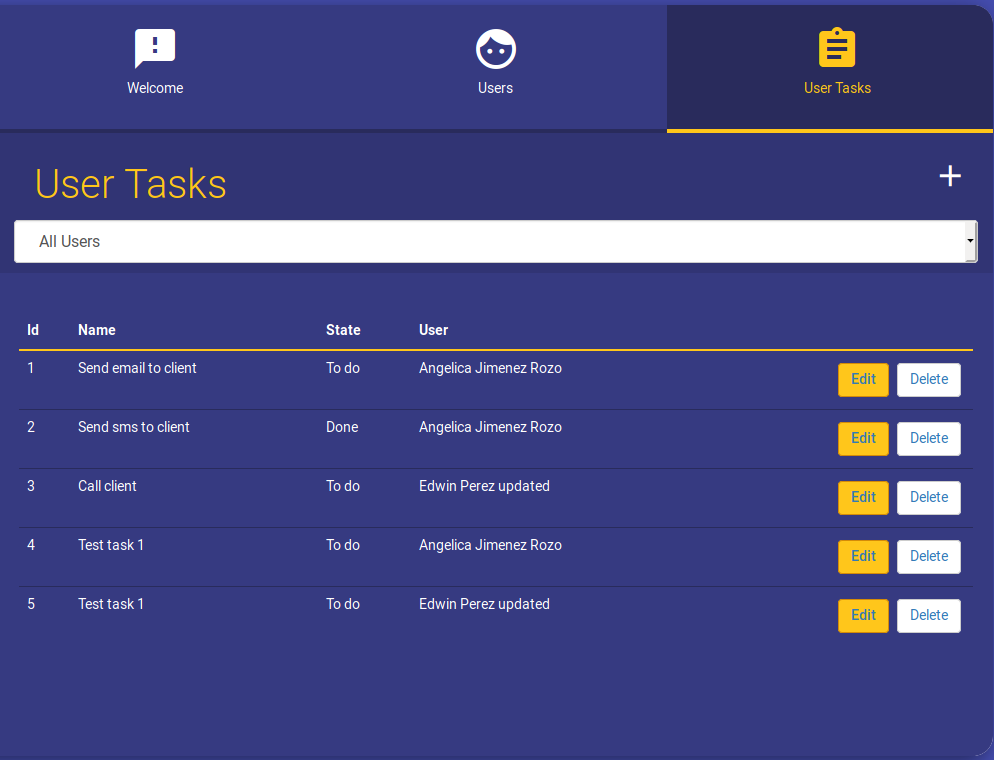 Welcome Users User Tasks
User Tasks
All Users
Id Name State User
1 Send email to client To do Angelica Jimenez Rozo Edit Delete
2 Send sms to client Done Angelica Jimenez Rozo Edit Delete
3 Call client To do Edwin Perez updated Edit Delete
4 Test task 1 To do Angelica Jimenez Rozo Edit Delete
5 Test task 1 To do Edwin Perez updated Edit Delete